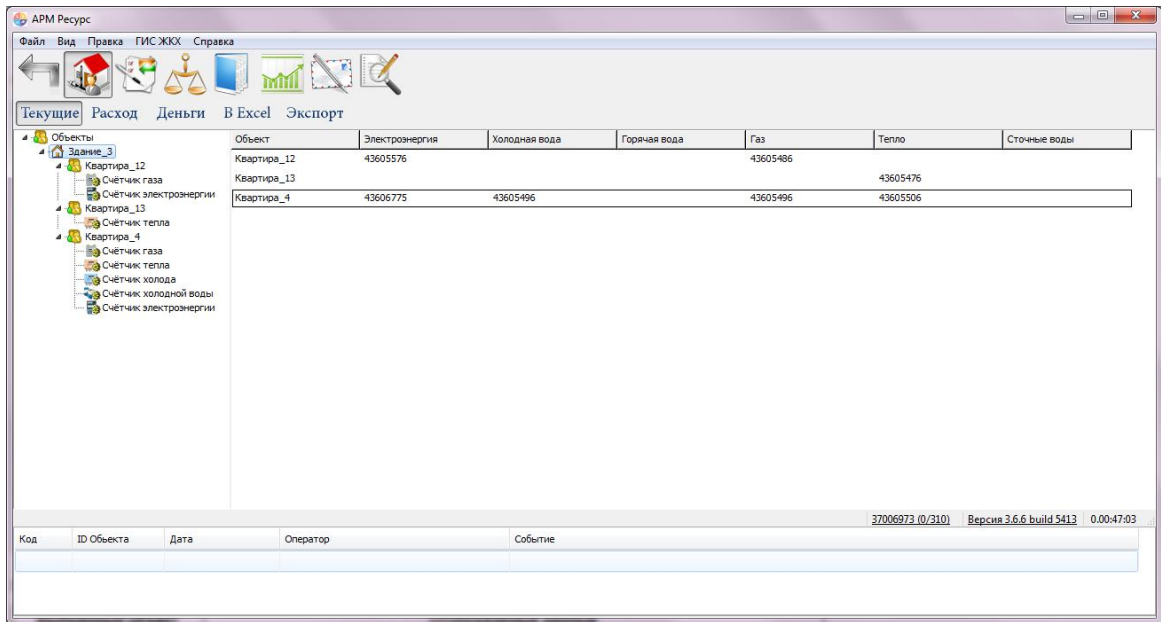 АРМ Ресурс
Файл Вид Правка ГИС ЖКХ Справка
Текущие Расход Деньги В Excel Экспорт
Объекты
Здание_3
Квартира_12
Счётчик газа
Счётчик электроэнергии
Квартира_13
Счётчик тепла
Квартира_4
Счётчик газа
Счётчик тепла
Счётчик холода
Счётчик холодной воды
Счётчик электроэнергии
Объект Электроэнергия Холодная вода Горячая вода Газ Тепло Сточные воды
Квартира_12 43605576 43605486
Квартира_13 43605476
Квартира_4 43606775 43605496 43605496 43605506
37006973 (0/310) Версия 3.6.6 build 5413 0.00:47:03
Код ID Объекта Дата Оператор Событие